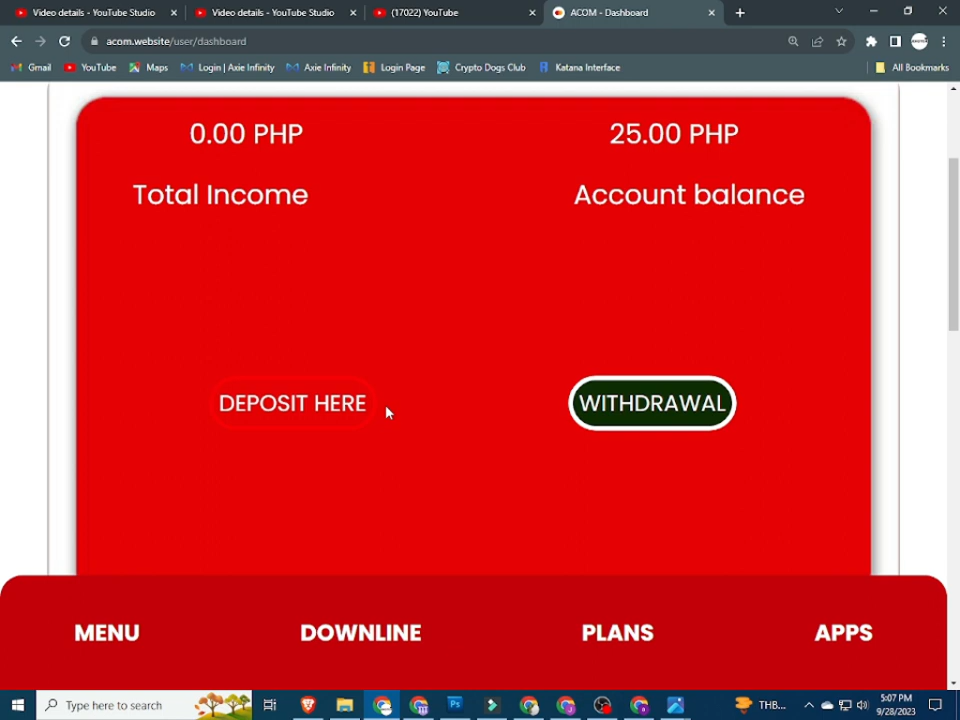 Video details - YouTube Studio
Video details - YouTube Studio
(17022) YouTube
ACOM - Dashboard
acom.website/user/dashboard
Gmail
YouTube
Maps
Login | Axie Infinity
Axie Infinity
Login Page
Crypto Dogs Club
Katana Interface
All Bookmarks
0.00 PHP
25.00 PHP
Total Income
Account balance
DEPOSIT HERE
WITHDRAWAL
MENU
DOWNLINE
PLANS
APPS
Type here to search
THB...
5:07 PM
9/28/2023